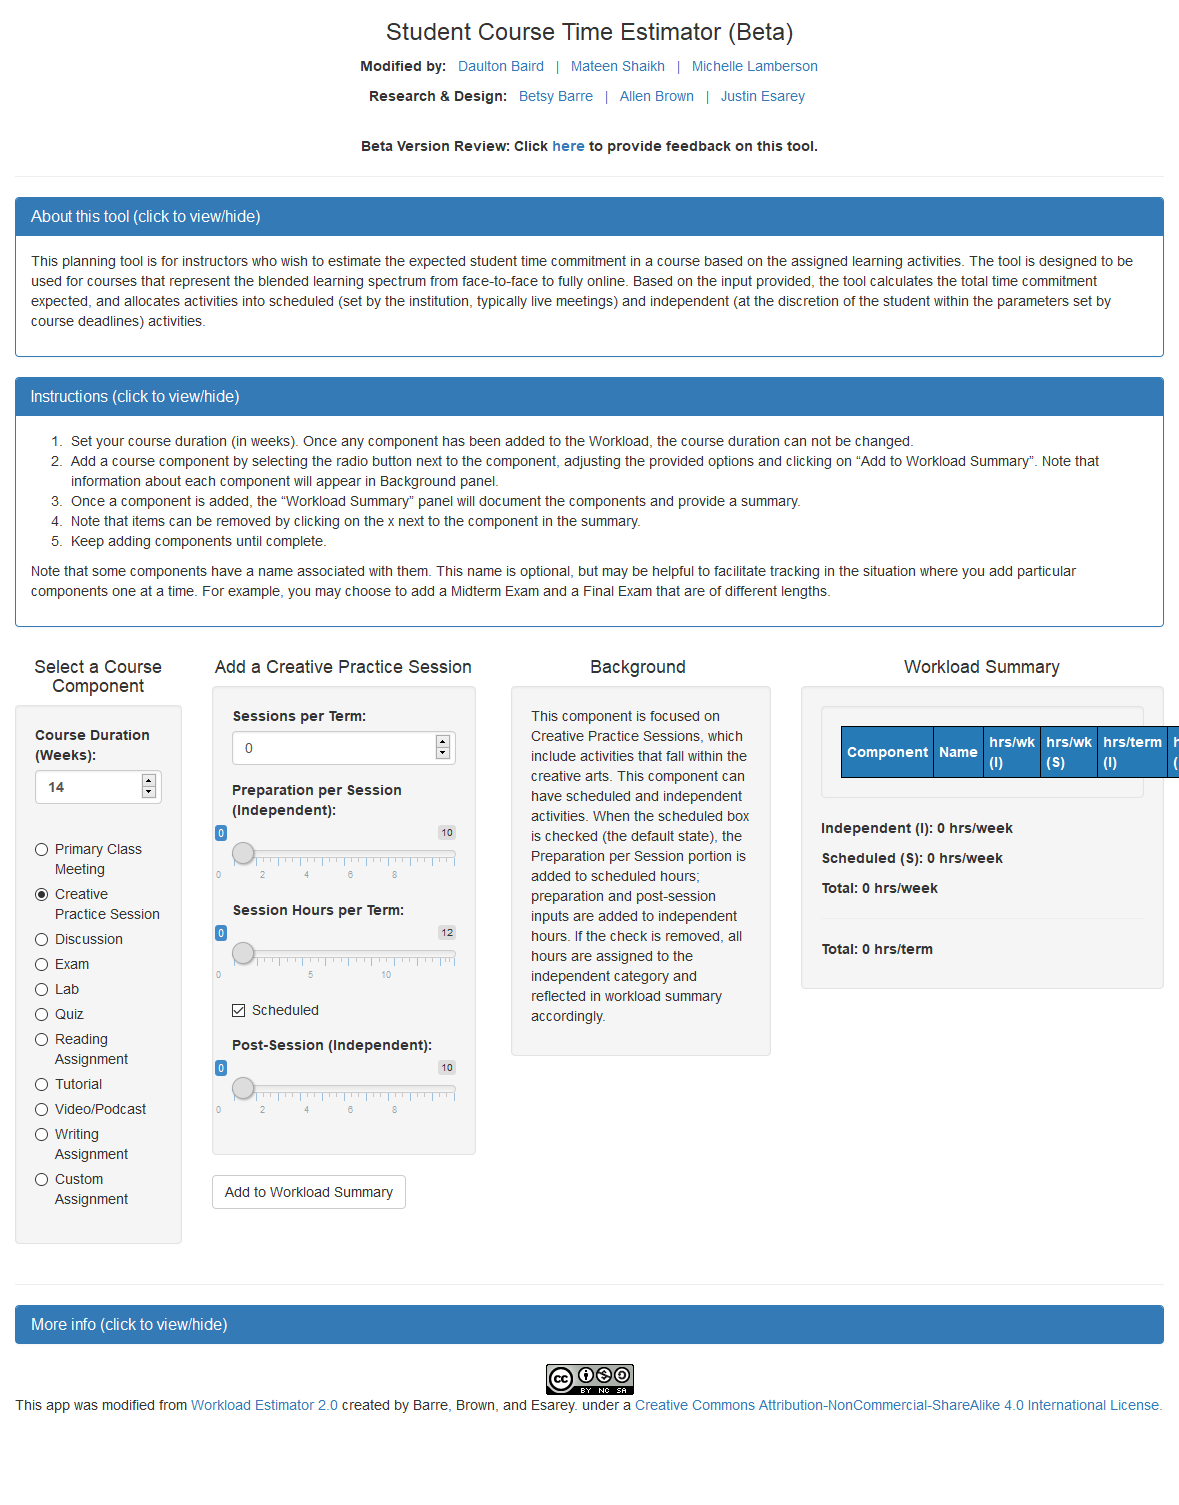 Student Course Time Estimator (Beta)
Modified by: Daulton Baird | Mateen Shaikh | Michelle Lamberson
Research & Design: Betsy Barre | Allen Brown | Justin Esarey
Beta Version Review: Click here to provide feedback on this tool.
About this tool (click to view/hide)
This planning tool is for instructors who wish to estimate the expected student time commitment in a course based on the assigned learning activities. The tool is designed to be
used for courses that represent the blended learning spectrum from face-to-face to fully online. Based on the input provided, the tool calculates the total time commitment
expected, and allocates activities into scheduled (set by the institution, typically live meetings) and independent (at the discretion of the student within the parameters set by
course deadlines) activities.
Instructions (click to view/hide)
1. Set your course duration (in weeks). Once any component has been added to the Workload, the course duration can not be changed.
2. Add a course component by selecting the radio button next to the component, adjusting the provided options and clicking on “Add to Workload Summary”. Note that
information about each component will appear in Background panel.
3. Once a component is added, the “Workload Summary” panel will document the components and provide a summary.
4. Note that items can be removed by clicking on the x next to the component in the summary.
5. Keep adding components until complete.
Note that some components have a name associated with them. This name is optional, but may be helpful to facilitate tracking in the situation where you add particular
components one at a time. For example, you may choose to add a Midterm Exam and a Final Exam that are of different lengths.
Select a Course
Component
Course Duration
(Weeks):
14
Primary Class
Meeting
Creative
Practice Session
Discussion
Exam
Lab
Quiz
Reading
Assignment
Tutorial
Video/Podcast
Writing
Assignment
Custom
Assignment
Add a Creative Practice Session
Sessions per Term:
0
Preparation per Session
(Independent):
0 10
0 2 4 6 8
Session Hours per Term:
0 12
0 5 10
Scheduled
Post-Session (Independent):
0 10
0 2 4 6 8
Add to Workload Summary
Background
This component is focused on
Creative Practice Sessions, which
include activities that fall within the
creative arts. This component can
have scheduled and independent
activities. When the scheduled box
is checked (the default state), the
Preparation per Session portion is
added to scheduled hours;
preparation and post-session
inputs are added to independent
hours. If the check is removed, all
hours are assigned to the
independent category and
reflected in workload summary
accordingly.
Workload Summary
Component Name hrs/wk (I) hrs/wk (S) hrs/term (I) h (
Independent (I): 0 hrs/week
Scheduled (S): 0 hrs/week
Total: 0 hrs/week
Total: 0 hrs/term
More info (click to view/hide)
cc BY NC SA
This app was modified from Workload Estimator 2.0 created by Barre, Brown, and Esarey. under a Creative Commons Attribution-NonCommercial-ShareAlike 4.0 International License.